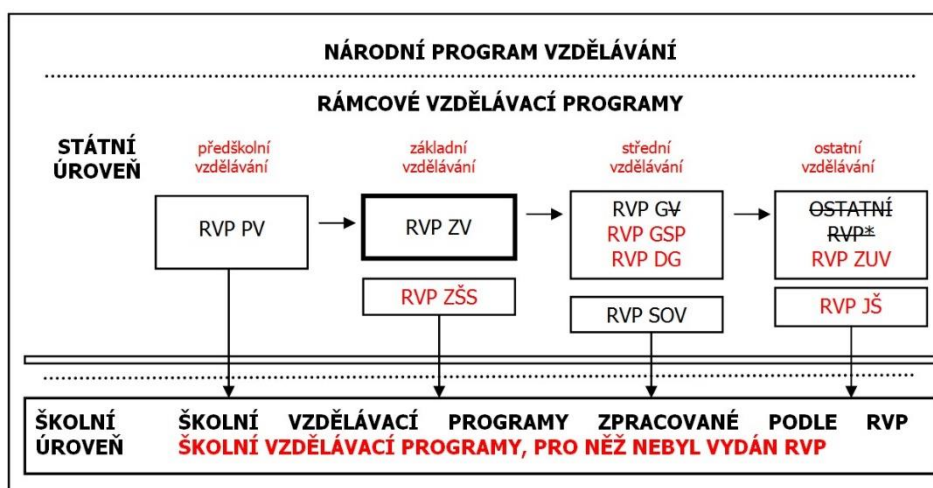 NÁRODNÍ PROGRAM VZDĚLÁVÁNÍ
RÁMCOVÉ VZDĚLÁVACÍ PROGRAMY
STÁTNÍ
ÚROVEŇ
předškolní
vzdělávání
základní
vzdělávání
střední
vzdělávání
ostatní
vzdělávání
RVP PV
RVP ZV
RVP GV
RVP GSP
RVP DG
OSTATNÍ
RVP*
RVP ZUV
RVP ZŠS
RVP SOV
RVP JŠ
ŠKOLNÍ
ÚROVEŇ
ŠKOLNÍ VZDĚLÁVACÍ PROGRAMY ZPRACOVANÉ PODLE RVP
ŠKOLNÍ VZDĚLÁVACÍ PROGRAMY, PRO NĚŽ NEBYL VYDÁN RVP